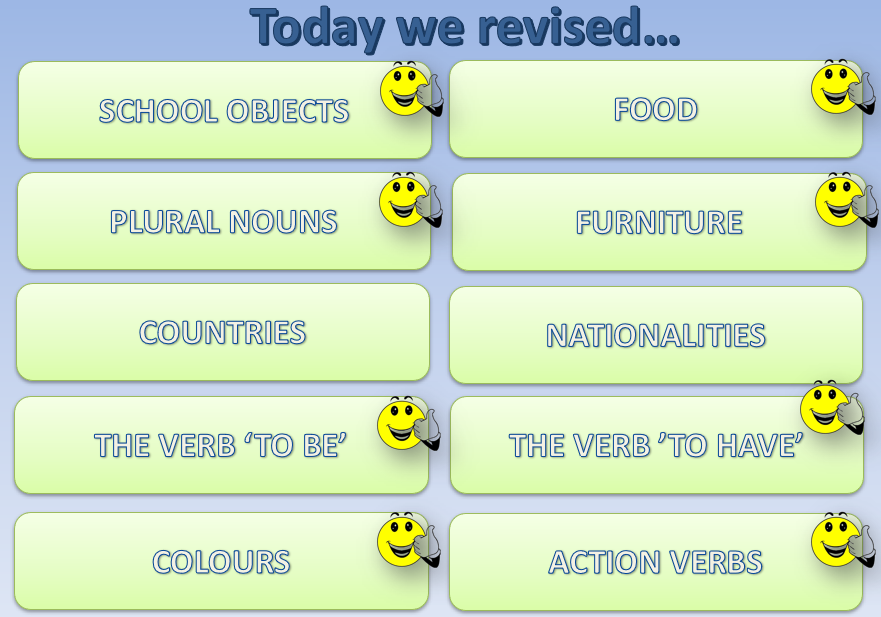 Today we revised...
SCHOOL OBJECTS
FOOD
PLURAL NOUNS
FURNITURE
COUNTRIES
NATIONALITIES
THE VERB ‘TO BE’
THE VERB ’TO HAVE’
COLOURS
ACTION VERBS